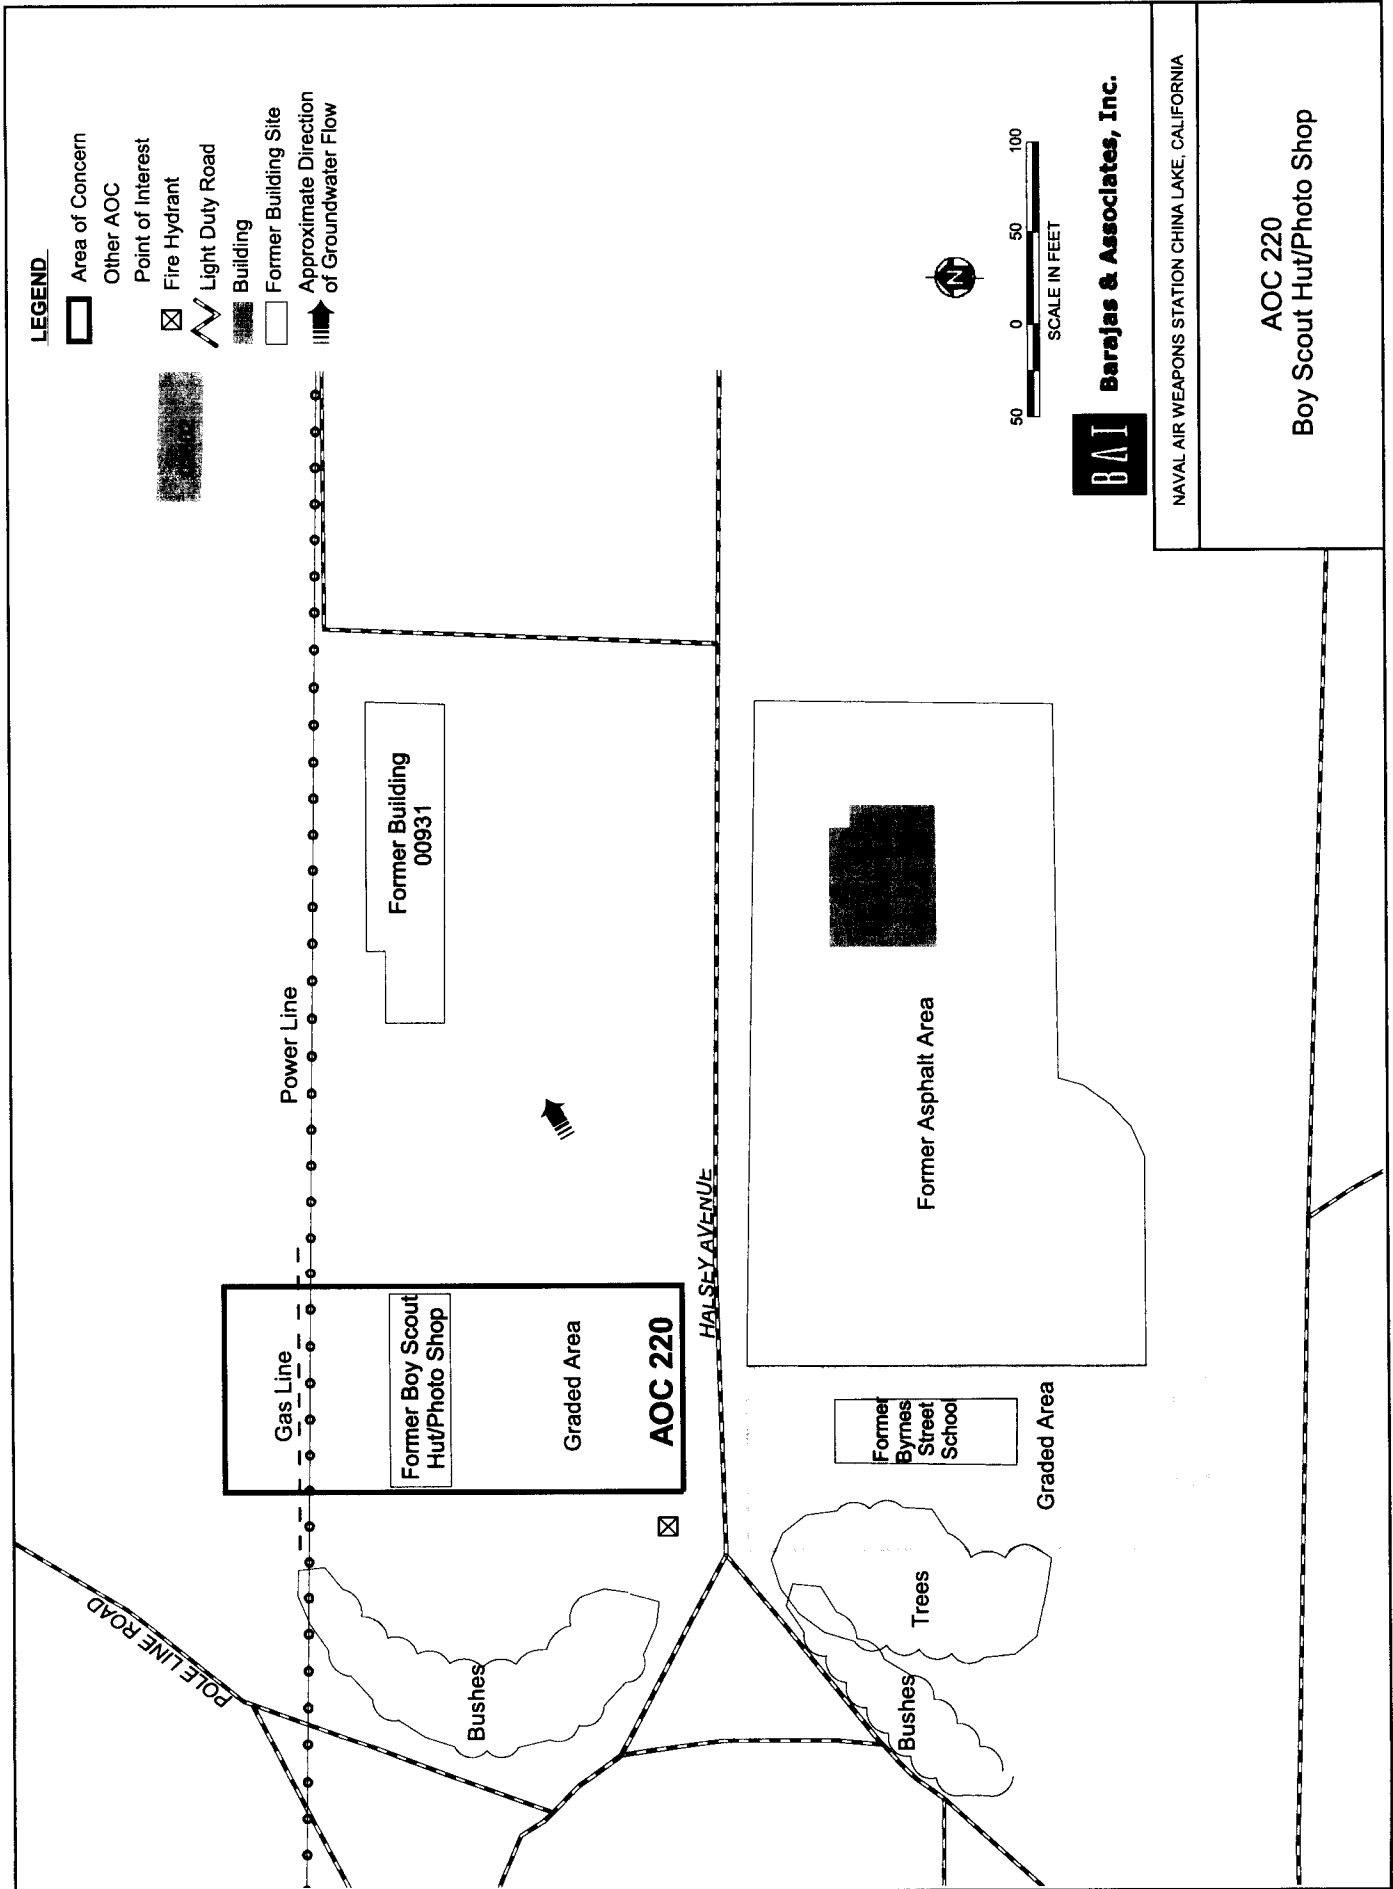 LEGEND
Area of Concern
Other AOC
Point of Interest
Fire Hydrant
Light Duty Road
Building
Former Building Site
Approximate Direction
of Groundwater Flow
POLE LINE ROAD
Gas Line
Power Line
Former Boy Scout
Hut/Photo Shop
Former Building
00931
Bushes
Graded Area
AOC 220
HALSEY AVENUE
Former
Byrnes
Street
School
Former Asphalt Area
Trees
Bushes
Graded Area
N
50 0 50 100
SCALE IN FEET
BAI
Barajas & Associates, Inc.
NAVAL AIR WEAPONS STATION CHINA LAKE, CALIFORNIA
AOC 220
Boy Scout Hut/Photo Shop